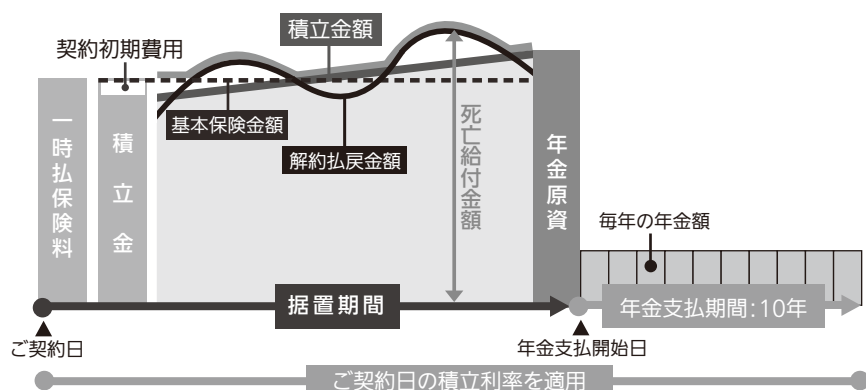 積立金額
契約初期費用
一時払保険料
積立金
基本保険金額
解約払戻金額
死亡給付金額
年金原資
毎年の年金額
据置期間
年金支払期間：10年
ご契約日
年金支払開始日
ご契約日の積立利率を適用